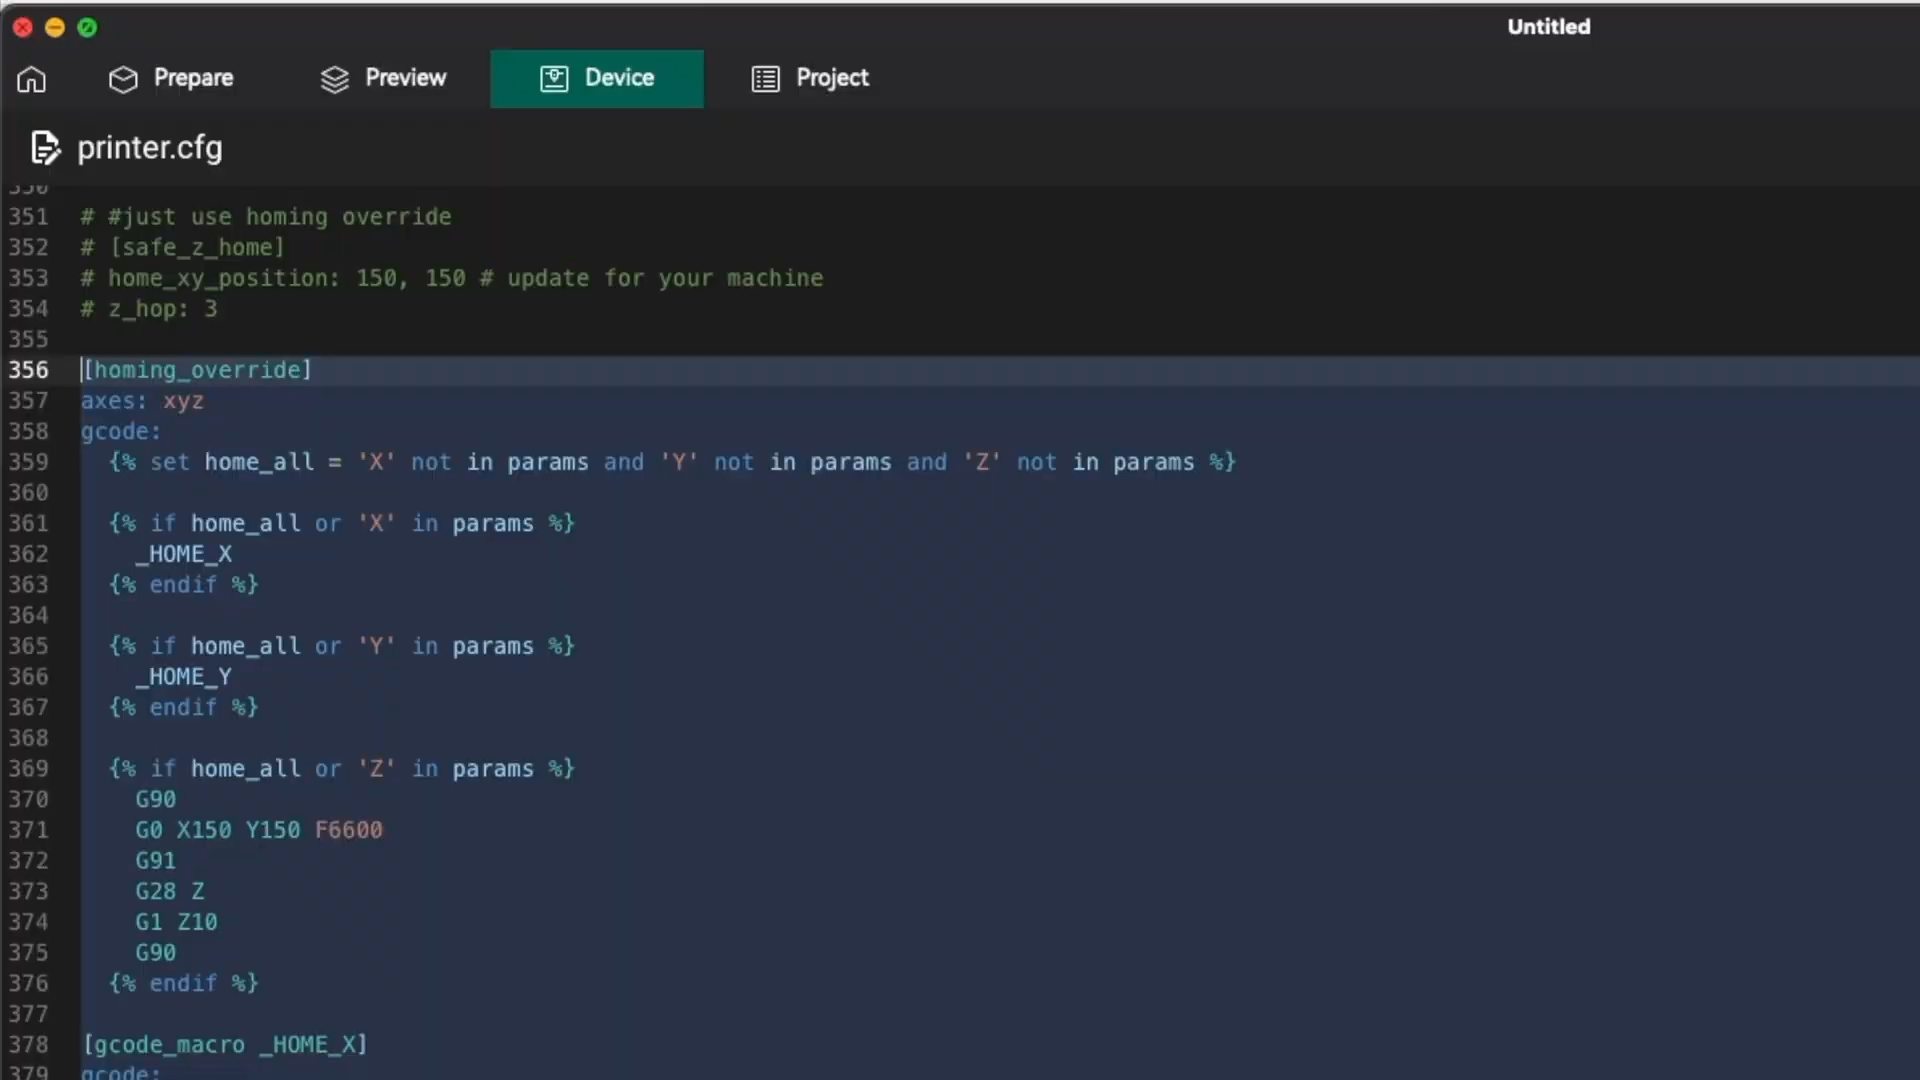 Untitled
Prepare Preview Device Project
printer.cfg
350
351 # #just use homing override
352 # [safe_z_home]
353 # home_xy_position: 150, 150 # update for your machine
354 # z_hop: 3
355
356 [homing_override]
357 axes: xyz
358 gcode:
359 {% set home_all = 'X' not in params and 'Y' not in params and 'Z' not in params %}
360
361 {% if home_all or 'X' in params %}
362 _HOME_X
363 {% endif %}
364
365 {% if home_all or 'Y' in params %}
366 _HOME_Y
367 {% endif %}
368
369 {% if home_all or 'Z' in params %}
370 G90
371 G0 X150 Y150 F6600
372 G91
373 G28 Z
374 G1 Z10
375 G90
376 {% endif %}
377
378 [gcode_macro _HOME_X]
379 gcode: